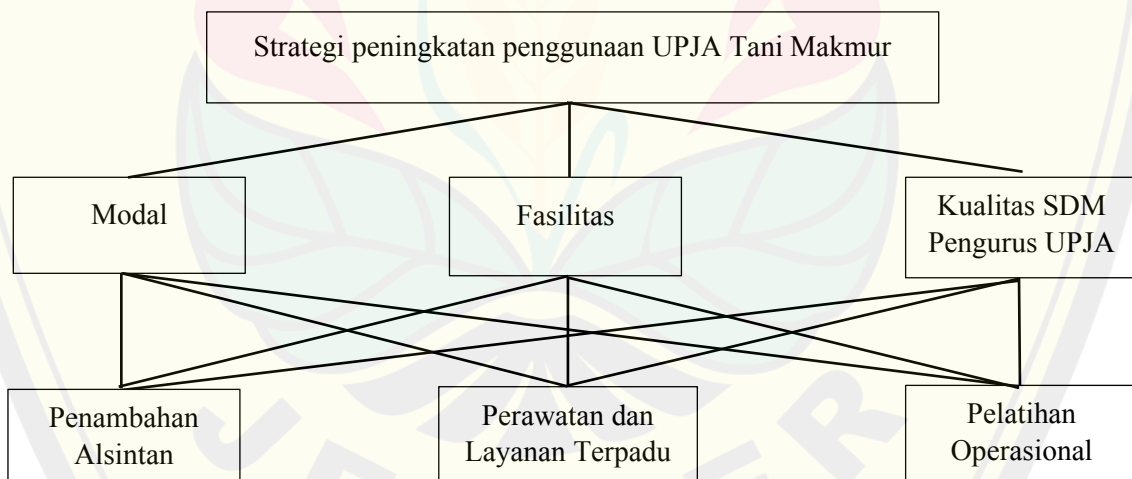 Strategi peningkatan penggunaan UPJA Tani Makmur
Modal
Fasilitas
Kualitas SDM
Pengurus UPJA
Penambahan
Alsintan
Perawatan dan
Layanan Terpadu
Pelatihan
Operasional